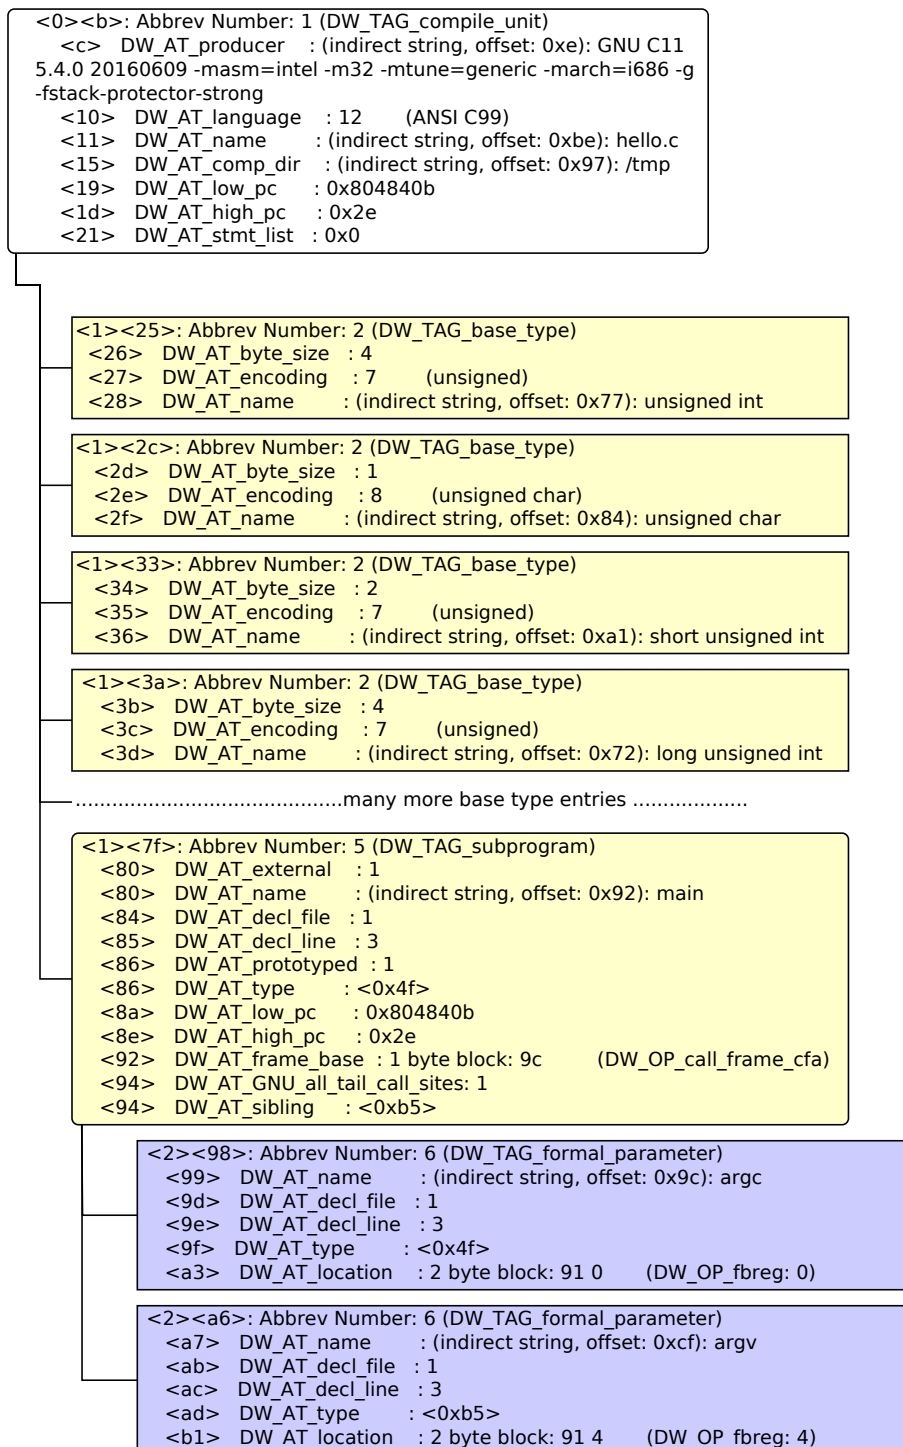 <0><b>: Abbrev Number: 1 (DW_TAG_compile_unit)
<c> DW_AT_producer : (indirect string, offset: 0xe): GNU C11
5.4.0 20160609 -masm=intel -m32 -mtune=generic -march=i686 -g
-fstack-protector-strong
<10> DW_AT_language : 12 (ANSI C99)
<11> DW_AT_name : (indirect string, offset: 0xbe): hello.c
<15> DW_AT_comp_dir : (indirect string, offset: 0x97): /tmp
<19> DW_AT_low_pc : 0x804840b
<1d> DW_AT_high_pc : 0x2e
<21> DW_AT_stmt_list : 0x0
<1><25>: Abbrev Number: 2 (DW_TAG_base_type)
<26> DW_AT_byte_size : 4
<27> DW_AT_encoding : 7 (unsigned)
<28> DW_AT_name : (indirect string, offset: 0x77): unsigned int
<1><2c>: Abbrev Number: 2 (DW_TAG_base_type)
<2d> DW_AT_byte_size : 1
<2e> DW_AT_encoding : 8 (unsigned char)
<2f> DW_AT_name : (indirect string, offset: 0x84): unsigned char
<1><33>: Abbrev Number: 2 (DW_TAG_base_type)
<34> DW_AT_byte_size : 2
<35> DW_AT_encoding : 7 (unsigned)
<36> DW_AT_name : (indirect string, offset: 0xa1): short unsigned int
<1><3a>: Abbrev Number: 2 (DW_TAG_base_type)
<3b> DW_AT_byte_size : 4
<3c> DW_AT_encoding : 7 (unsigned)
<3d> DW_AT_name : (indirect string, offset: 0x72): long unsigned int
............................................many more base type entries ...................
<1><7f>: Abbrev Number: 5 (DW_TAG_subprogram)
<80> DW_AT_external : 1
<80> DW_AT_name : (indirect string, offset: 0x92): main
<84> DW_AT_decl_file : 1
<85> DW_AT_decl_line : 3
<86> DW_AT_prototyped : 1
<86> DW_AT_type : <0x4f>
<8a> DW_AT_low_pc : 0x804840b
<8e> DW_AT_high_pc : 0x2e
<92> DW_AT_frame_base : 1 byte block: 9c (DW_OP_call_frame_cfa)
<94> DW_AT_GNU_all_tail_call_sites: 1
<94> DW_AT_sibling : <0xb5>
<2><98>: Abbrev Number: 6 (DW_TAG_formal_parameter)
<99> DW_AT_name : (indirect string, offset: 0x9c): argc
<9d> DW_AT_decl_file : 1
<9e> DW_AT_decl_line : 3
<9f> DW_AT_type : <0x4f>
<a3> DW_AT_location : 2 byte block: 91 0 (DW_OP_fbreg: 0)
<2><a6>: Abbrev Number: 6 (DW_TAG_formal_parameter)
<a7> DW_AT_name : (indirect string, offset: 0xcf): argv
<ab> DW_AT_decl_file : 1
<ac> DW_AT_decl_line : 3
<ad> DW_AT_type : <0xb5>
<b1> DW_AT_location : 2 byte block: 91 4 (DW_OP_fbreg: 4)